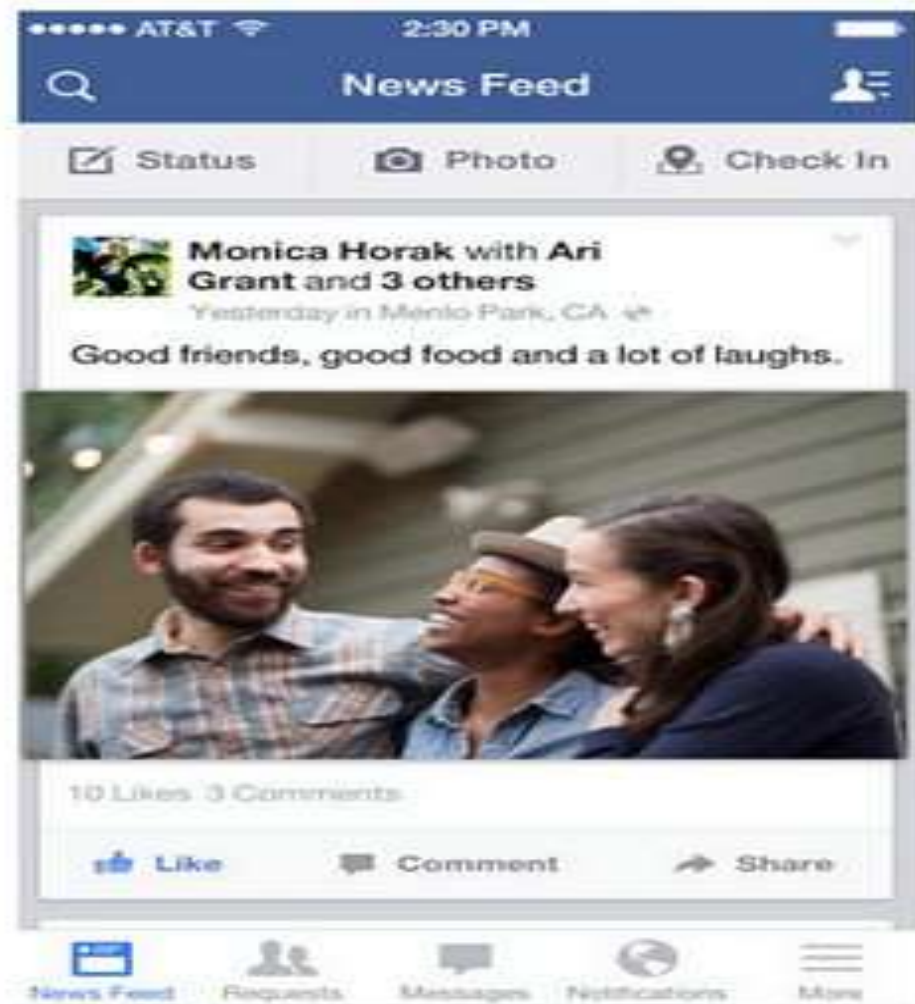 AT&T 2:30 PM
News Feed
Status Photo Check In
Monica Horak with Ari
Grant and 3 others
Yesterday in Menlo Park, CA
Good friends, good food and a lot of laughs.
10 Likes 3 Comments
Like Comment Share
News Feed Requests Messages Notifications More